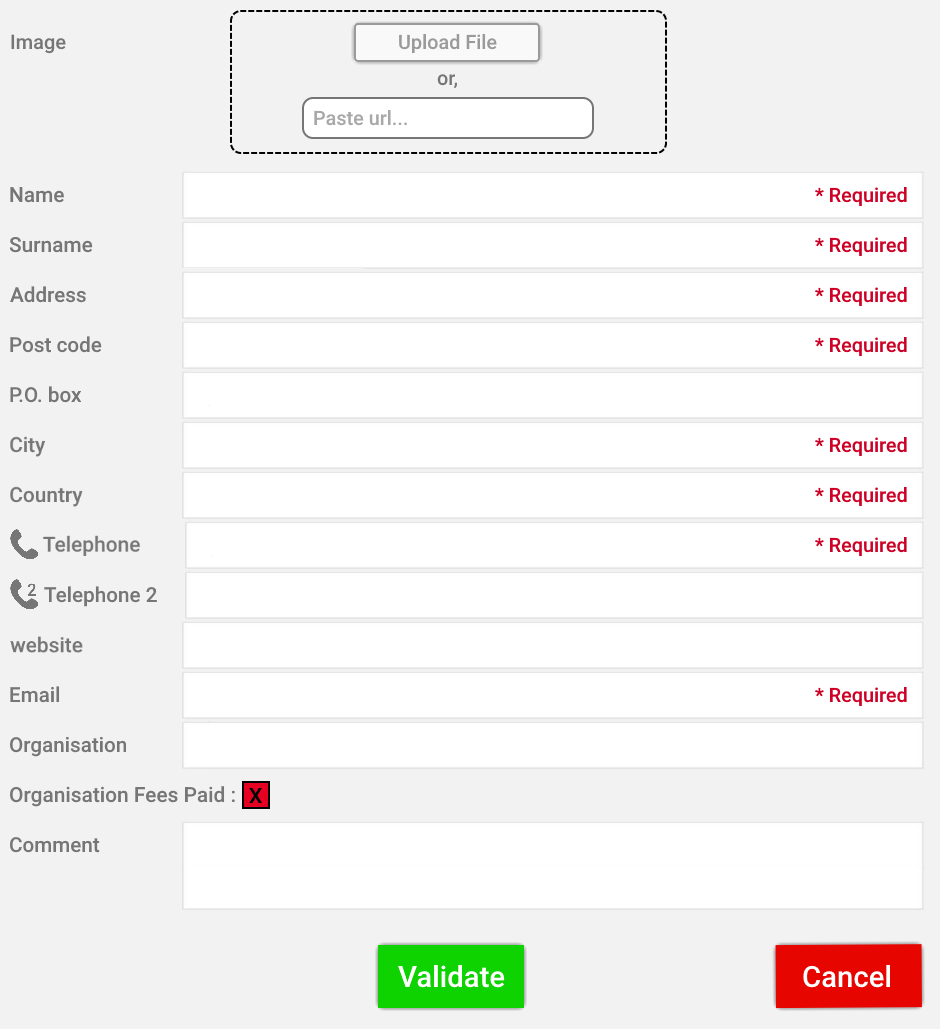 Image
Upload File
or,
Paste url...
Name * Required
Surname * Required
Address * Required
Post code * Required
P.O. box
City * Required
Country * Required
Telephone * Required
2 Telephone 2
website
Email * Required
Organisation
Organisation Fees Paid : X
Comment
Validate Cancel